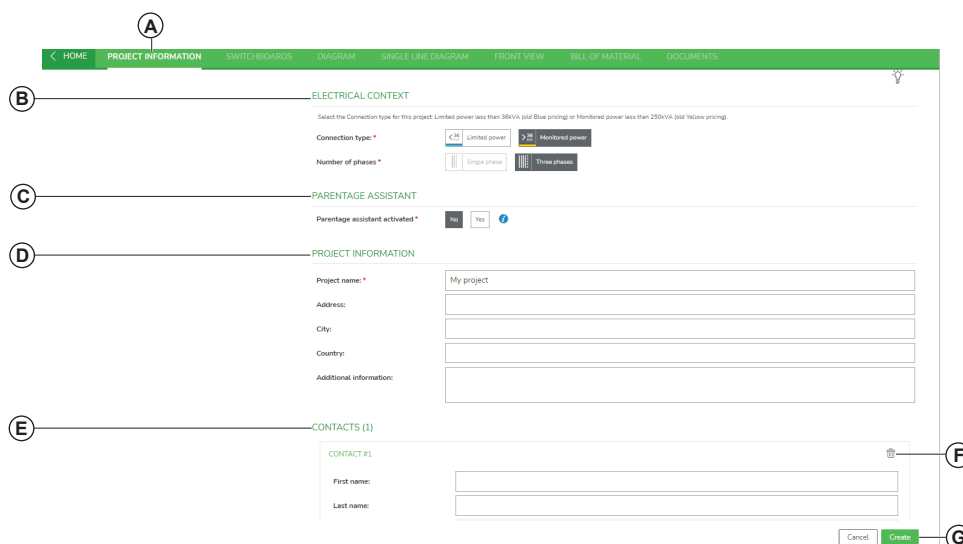 A
HOME PROJECT INFORMATION SWITCHBOARDS DIAGRAM SINGLE LINE DIAGRAM FRONT VIEW BILL OF MATERIAL DOCUMENTS
B
ELECTRICAL CONTEXT
Select the Connection type for this project: Limited power less than 36kVA (old Blue pricing) or Monitored power less than 250kVA (old Yellow pricing).
Connection type: * < 36 Limited power > 36 Monitored power
Number of phases * Single phase Three phases
C
PARENTAGE ASSISTANT
Parentage assistant activated * No Yes i
D
PROJECT INFORMATION
Project name: * My project
Address:
City:
Country:
Additional information:
E
CONTACTS (1)
CONTACT #1
F
First name:
Last name:
Cancel Create
G